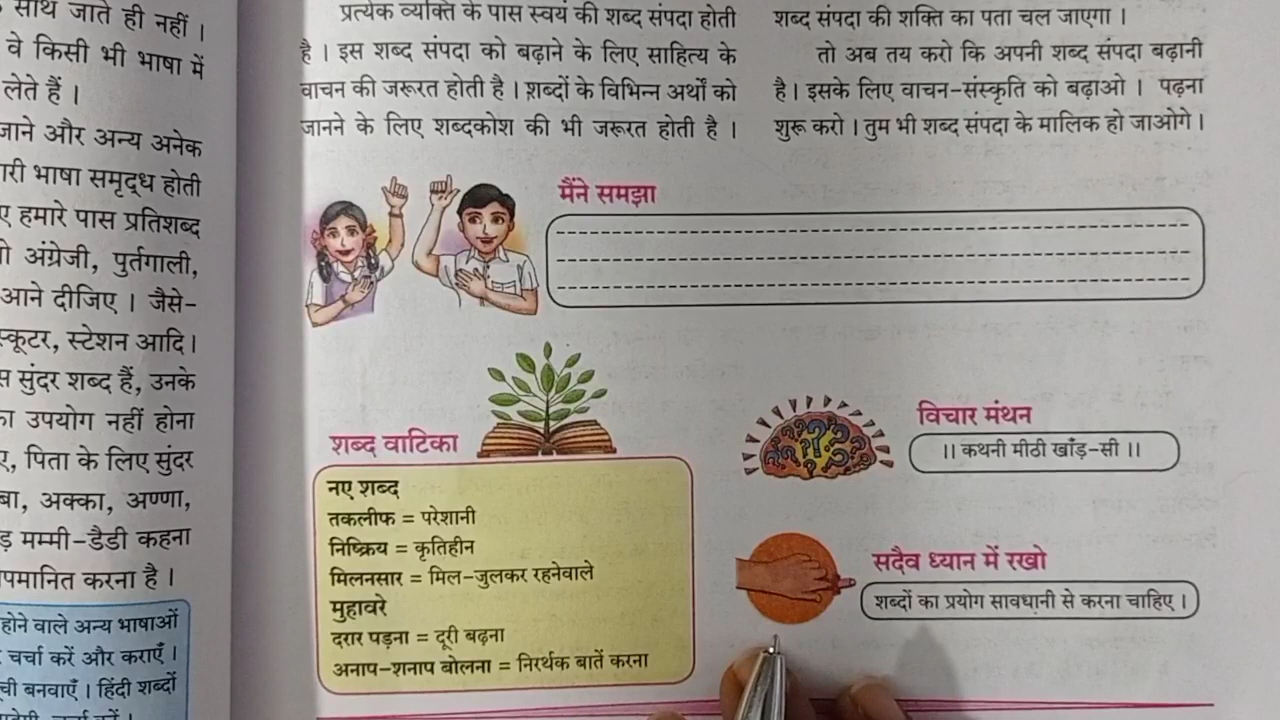 साथ जाते ही नहीं ।
वे किसी भी भाषा में
लेते हैं ।
जाने और अन्य अनेक
री भाषा समृद्ध होती
हमारे पास प्रतिशब्द
अंग्रेजी, पुर्तगाली,
आने दीजिए । जैसे-
स्कूटर, स्टेशन आदि।
सुंदर शब्द हैं, उनके
उपयोग नहीं होना
पिता के लिए सुंदर
बा, अक्का, अण्णा,
मम्मी-डैडी कहना
पमानित करना है ।
होने वाले अन्य भाषाओं
चर्चा करें और कराएँ ।
ची बनवाएँ । हिंदी शब्दों
प्रत्येक व्यक्ति के पास स्वयं की शब्द संपदा होती
है । इस शब्द संपदा को बढ़ाने के लिए साहित्य के
वाचन की जरूरत होती है । शब्दों के विभिन्न अर्थों को
जानने के लिए शब्दकोश की भी जरूरत होती है ।
शब्द संपदा की शक्ति का पता चल जाएगा ।
तो अब तय करो कि अपनी शब्द संपदा बढ़ानी
है। इसके लिए वाचन-संस्कृति को बढ़ाओ । पढ़ना
शुरू करो । तुम भी शब्द संपदा के मालिक हो जाओगे ।
मैंने समझा
शब्द वाटिका
नए शब्द
तकलीफ = परेशानी
निष्क्रिय = कृतिहीन
मिलनसार = मिल-जुलकर रहनेवाले
मुहावरे
दरार पड़ना = दूरी बढ़ना
अनाप-शनाप बोलना = निरर्थक बातें करना
विचार मंथन
।। कथनी मीठी खाँड़-सी ।।
सदैव ध्यान में रखो
शब्दों का प्रयोग सावधानी से करना चाहिए ।